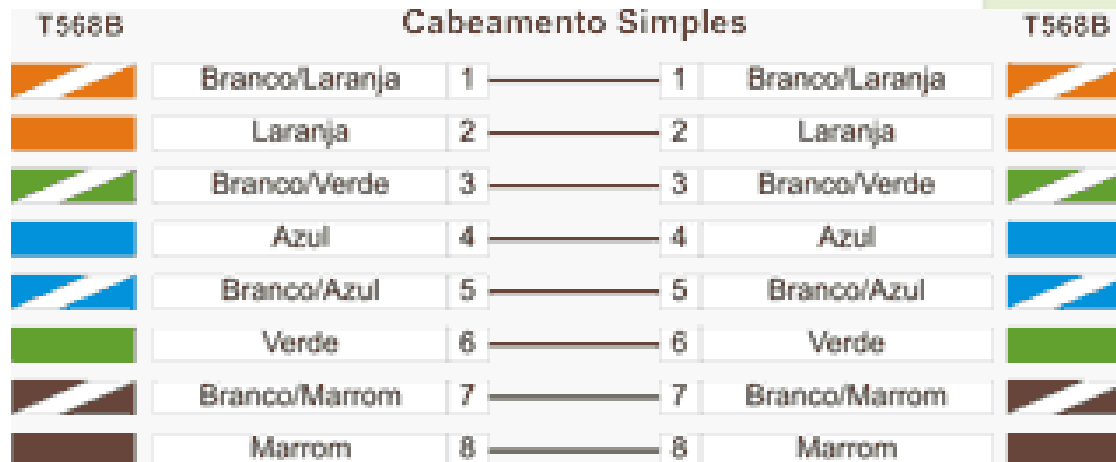 T568B Cabeamento Simples T568B
Branco/Laranja 1 1 Branco/Laranja
Laranja 2 2 Laranja
Branco/Verde 3 3 Branco/Verde
Azul 4 4 Azul
Branco/Azul 5 5 Branco/Azul
Verde 6 6 Verde
Branco/Marrom 7 7 Branco/Marrom
Marrom 8 8 Marrom